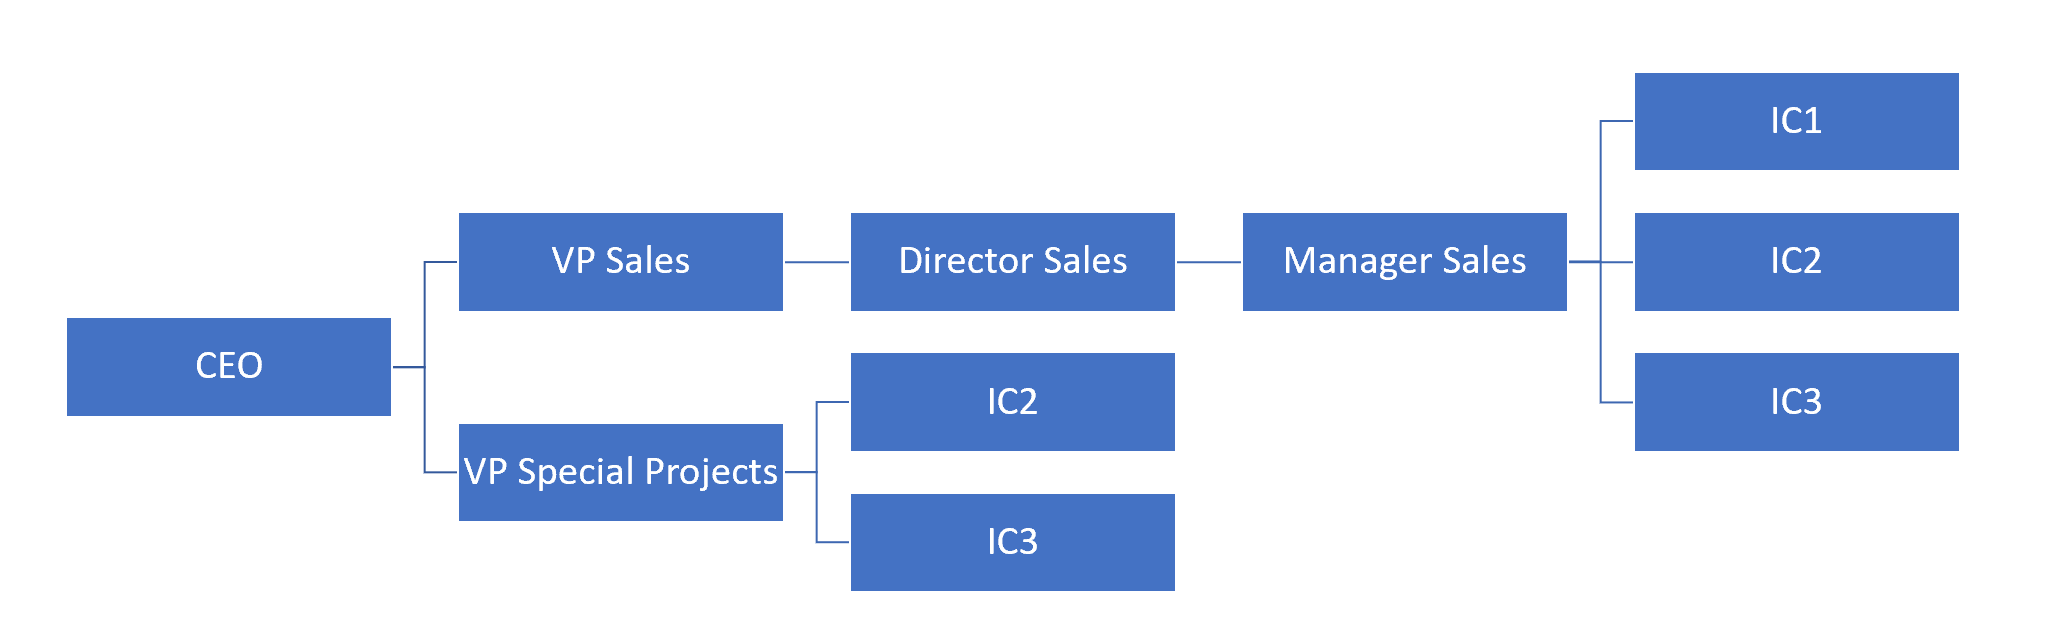 CEO
VP Sales
Director Sales
Manager Sales
IC1
IC2
IC3
VP Special Projects
IC2
IC3